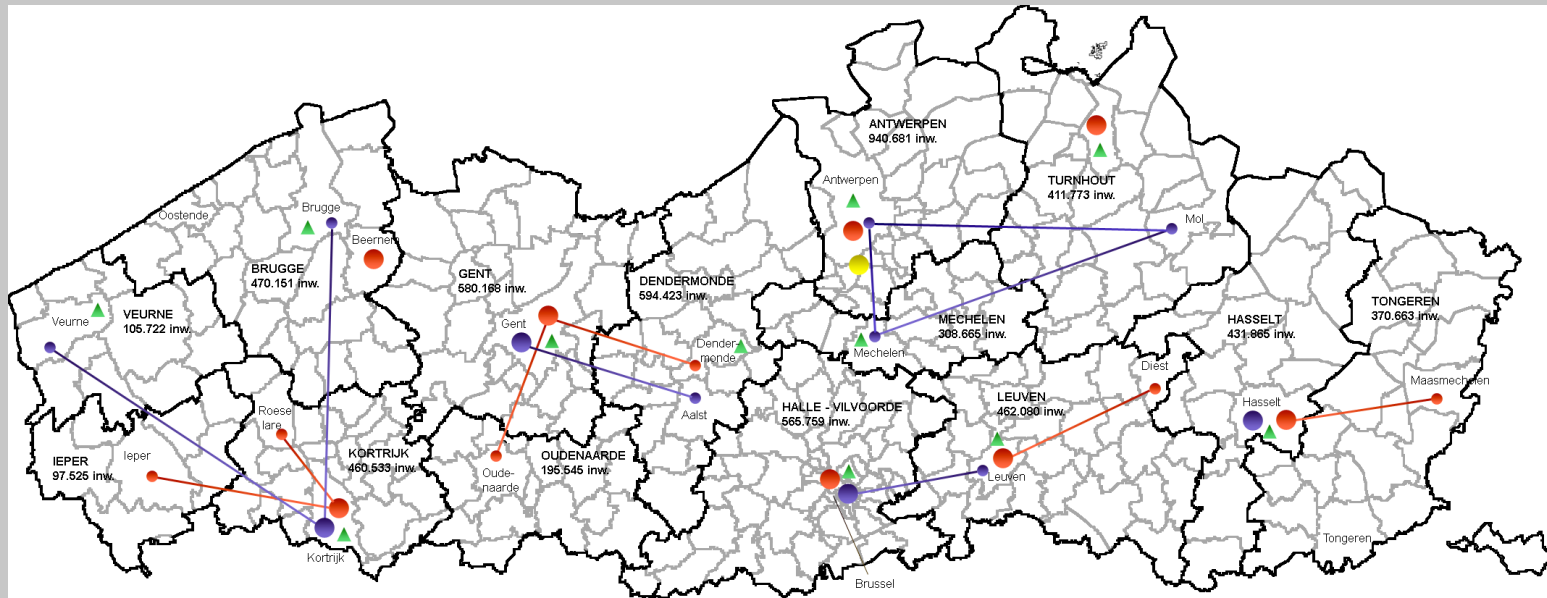 ANTWERPEN
940.681 inw.
Antwerpen
TURNHOUT
411.773 inw.
Mol
Brugge
Oostende
Beernem
BRUGGE
470.151 inw.
GENT
580.168 inw.
DENDERMONDE
594.423 inw.
VEURNE
105.722 inw.
Veurne
Gent
Dender-
monde
Mechelen
MECHELEN
308.665 inw.
HASSELT
431.865 inw.
TONGEREN
370.663 inw.
Diest
Maasmechelen
Aalst
HALLE - VILVOORDE
565.759 inw.
LEUVEN
462.080 inw.
Hasselt
Roese
lare
IEPER
97.525 inw.
Ieper
KORTRIJK
460.533 inw.
OUDENAARDE
195.545 inw.
Oude-
naarde
Leuven
Kortrijk
Tongeren
Brussel